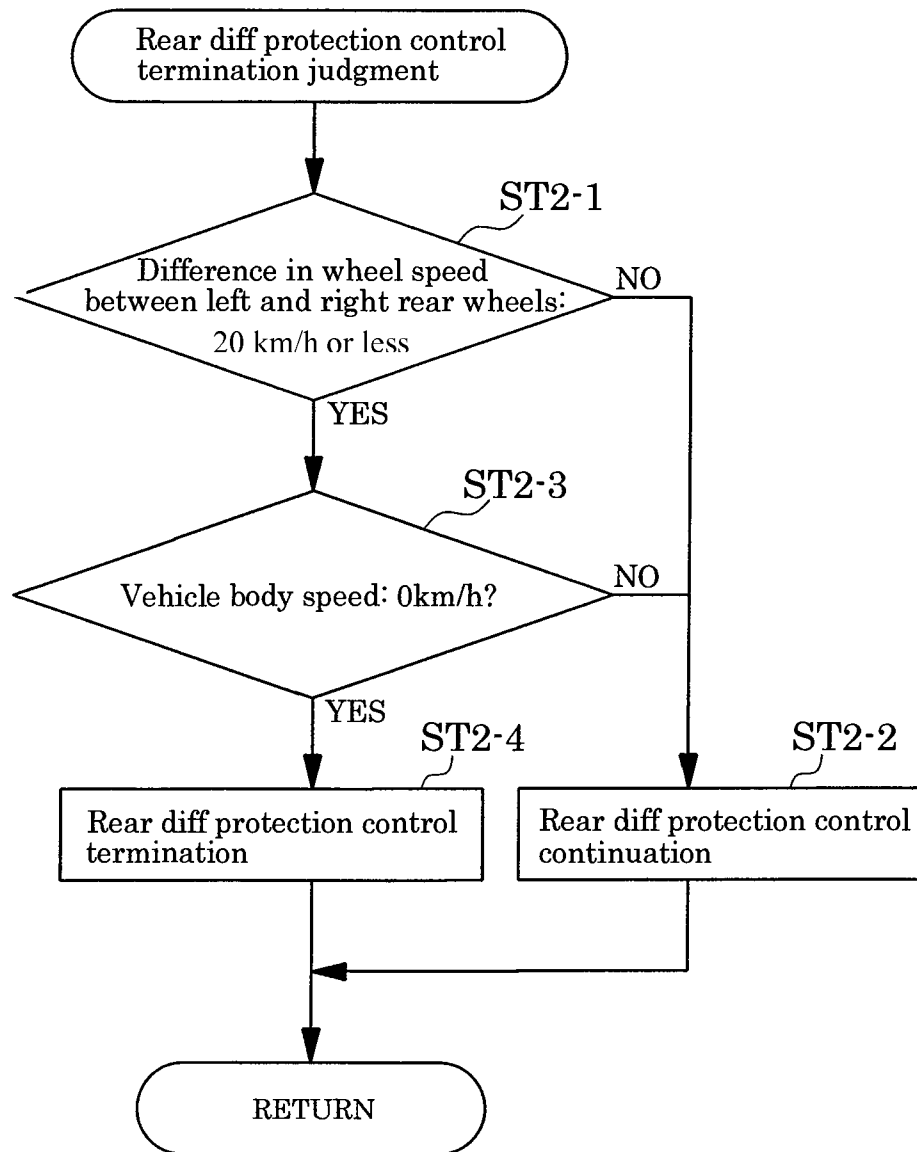 Rear diff protection control
termination judgment
ST2-1
Difference in wheel speed
between left and right rear wheels:
20 km/h or less
NO
YES
ST2-3
Vehicle body speed: 0km/h?
NO
YES
ST2-4
ST2-2
Rear diff protection control
termination
Rear diff protection control
continuation
RETURN